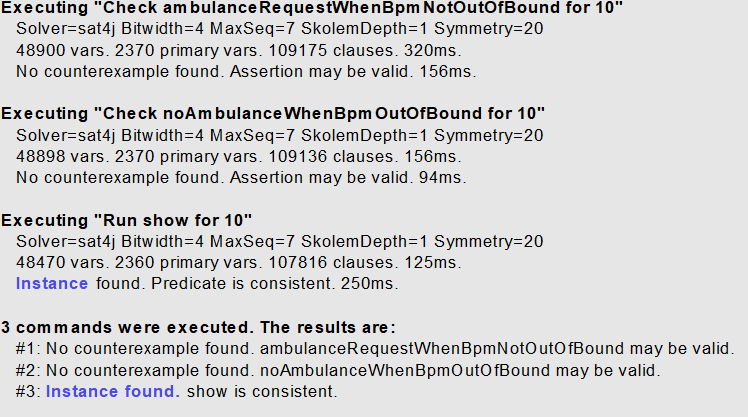 Executing "Check ambulanceRequestWhenBpmNotOutOfBound for 10"
Solver=sat4j Bitwidth=4 MaxSeq=7 SkolemDepth=1 Symmetry=20
48900 vars. 2370 primary vars. 109175 clauses. 320ms.
No counterexample found. Assertion may be valid. 156ms.
Executing "Check noAmbulanceWhenBpmOutOfBound for 10"
Solver=sat4j Bitwidth=4 MaxSeq=7 SkolemDepth=1 Symmetry=20
48898 vars. 2370 primary vars. 109136 clauses. 156ms.
No counterexample found. Assertion may be valid. 94ms.
Executing "Run show for 10"
Solver=sat4j Bitwidth=4 MaxSeq=7 SkolemDepth=1 Symmetry=20
48470 vars. 2360 primary vars. 107816 clauses. 125ms.
Instance found. Predicate is consistent. 250ms.
3 commands were executed. The results are:
#1: No counterexample found. ambulanceRequestWhenBpmNotOutOfBound may be valid.
#2: No counterexample found. noAmbulanceWhenBpmOutOfBound may be valid.
#3: Instance found. show is consistent.